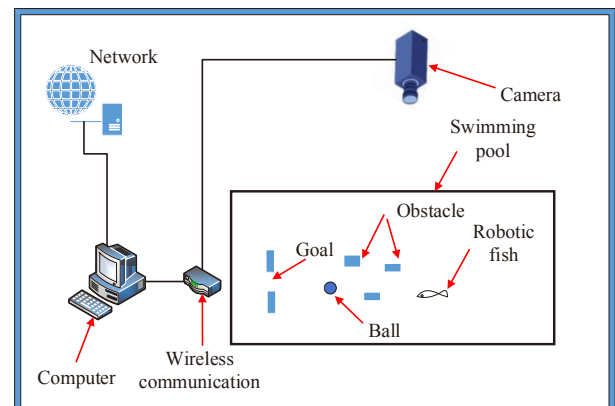 Network
Camera
Swimming
pool
Obstacle
Robotic
fish
Goal
Ball
Wireless
communication
Computer